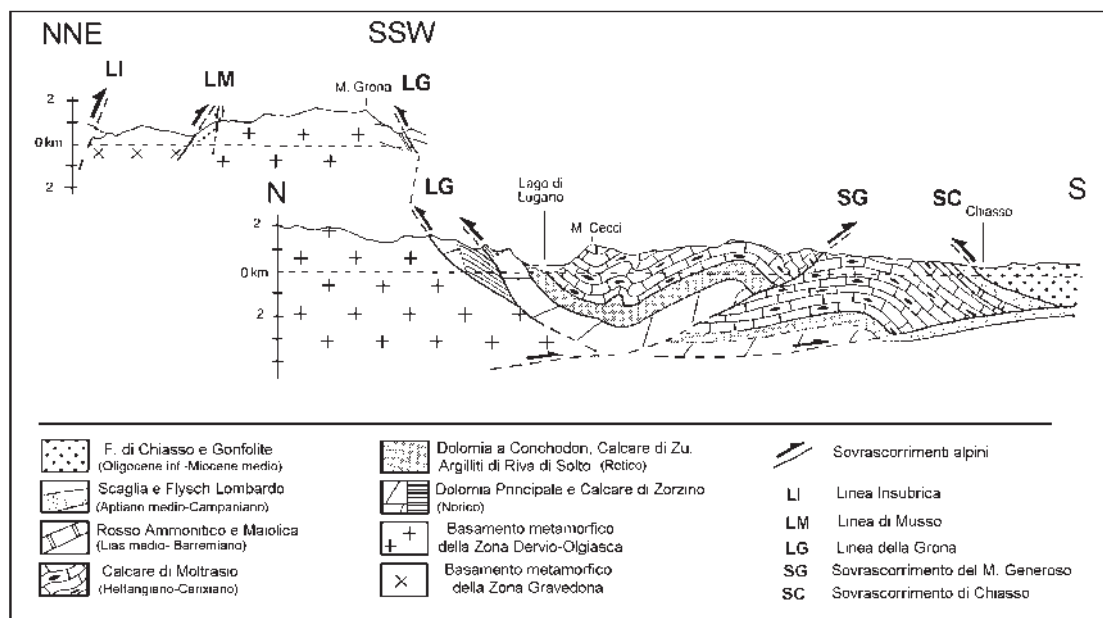 NNE SSW
LI
LM
M. Grona
LG
2
0 km
2
N
LG
Lago di
Lugano
M. Cecci
SG
SC
Chiasso
S
2
0 km
2
F. di Chiasso e Gonfolite
(Oligocene inf.-Miocene medio)
Scaglia e Flysch Lombardo
(Aptiano medio-Campaniano)
Rosso Ammonitico e Maiolica
(Lias medio- Barremiano)
Calcare di Moltrasio
(Hettangiano-Carixiano)
Dolomia a Conchodon, Calcare di Zu.
Argilliti di Riva di Solto (Retico)
Dolomia Principale e Calcare di Zorzino
(Norico)
Basamento metamorfico
della Zona Dervio-Olgiasca
Basamento metamorfico
della Zona Gravedona
Sovrascorrimenti alpini
LI Linea Insubrica
LM Linea di Musso
LG Linea della Grona
SG Sovrascorrimento del M. Generoso
SC Sovrascorrimento di Chiasso